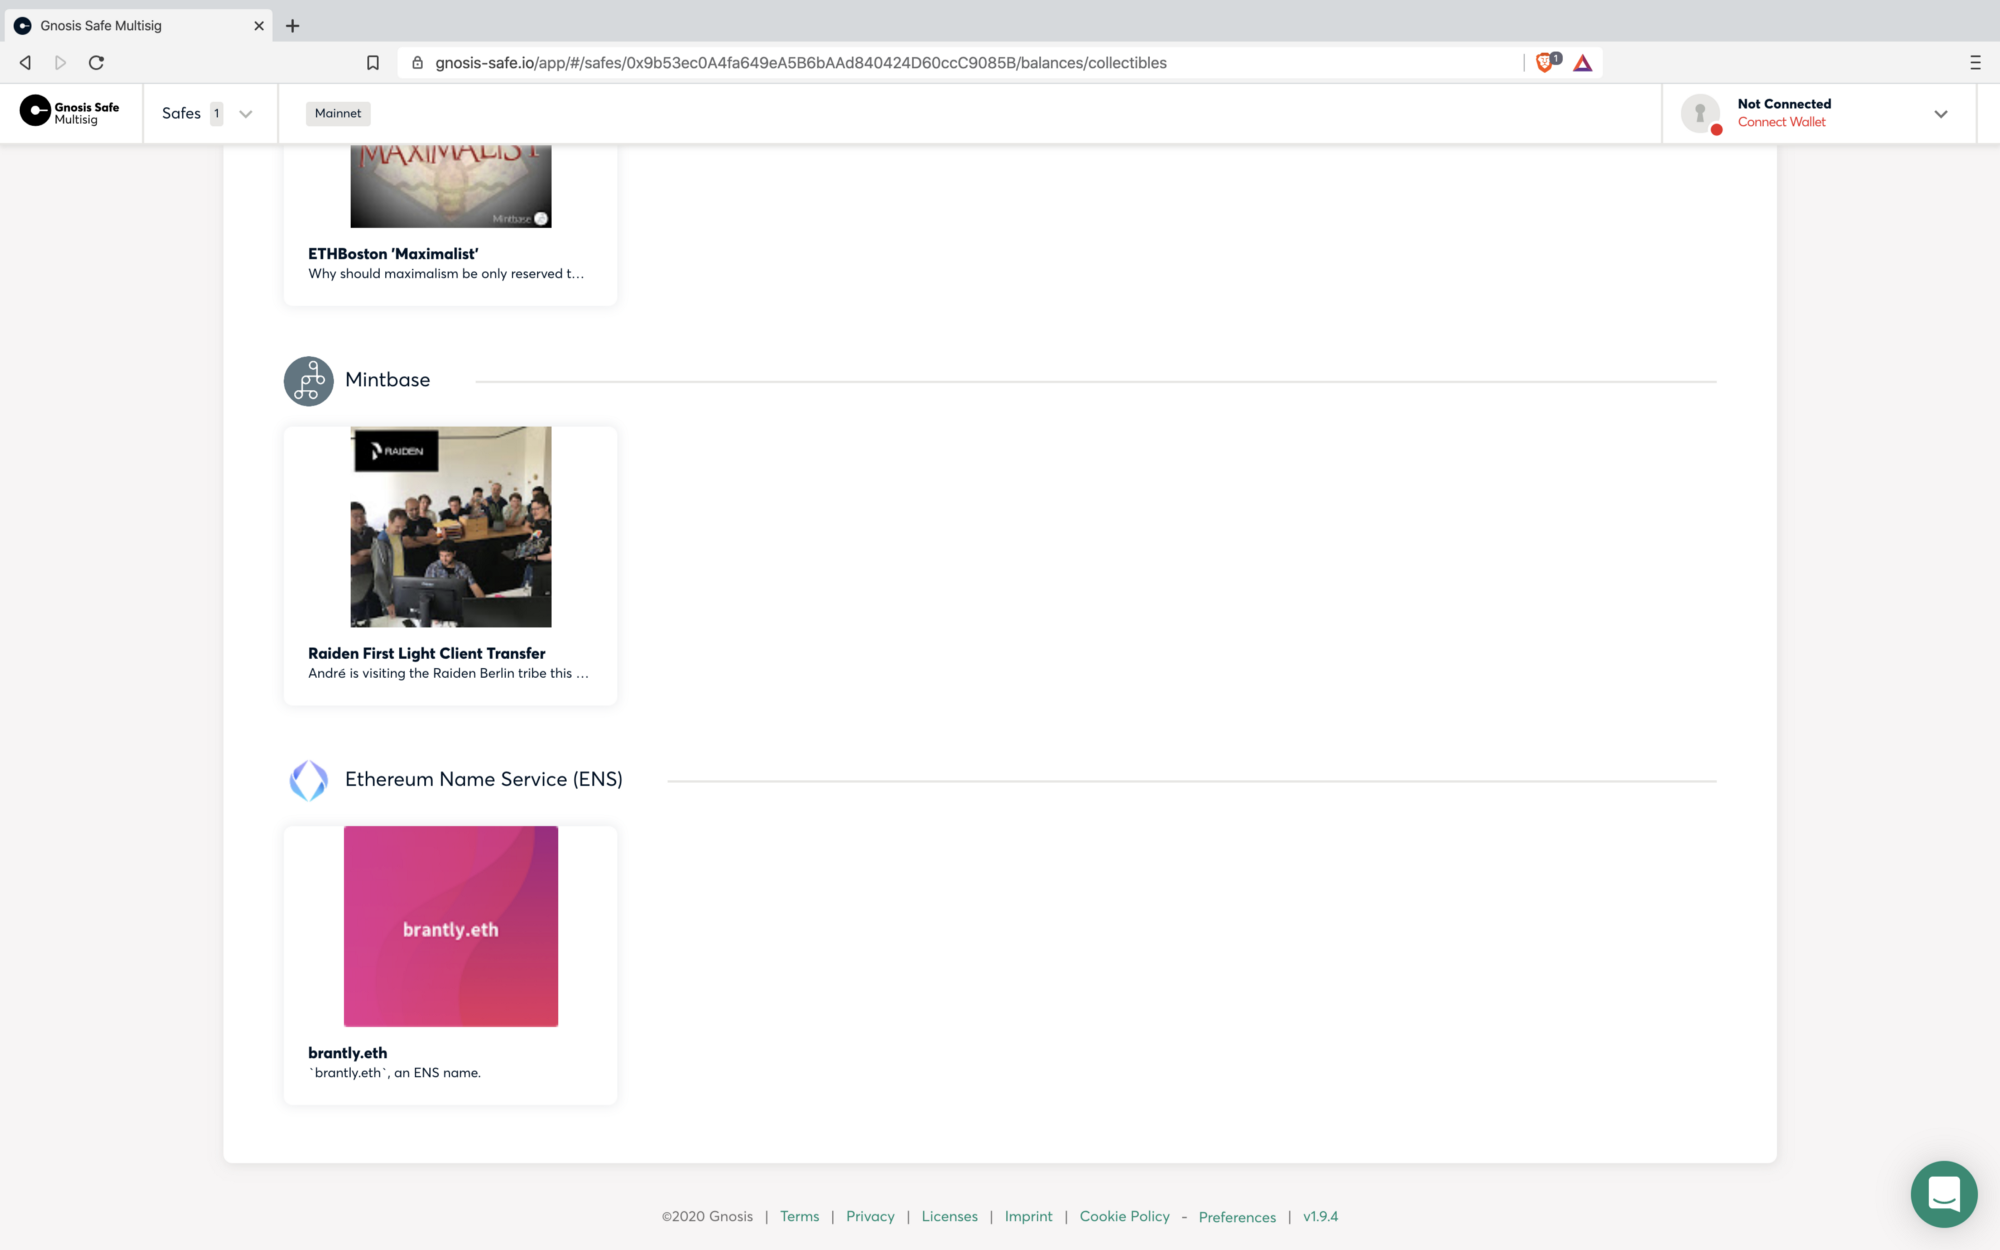 Gnosis Safe Multisig
gnosis-safe.io/app/#/safes/0x9b53ec0A4fa649eA5B6bAAd840424D60ccC9085B/balances/collectibles
1
Gnosis Safe
Multisig
Safes 1
Mainnet
Not Connected
Connect Wallet
MAXIMALIST
Mintbase
ETHBoston 'Maximalist'
Why should maximalism be only reserved t...
Mintbase
RAIDEN
Raiden First Light Client Transfer
André is visiting the Raiden Berlin tribe this ...
Ethereum Name Service (ENS)
brantly.eth
brantly.eth
`brantly.eth`, an ENS name.
©2020 Gnosis | Terms | Privacy | Licenses | Imprint | Cookie Policy - Preferences | v1.9.4